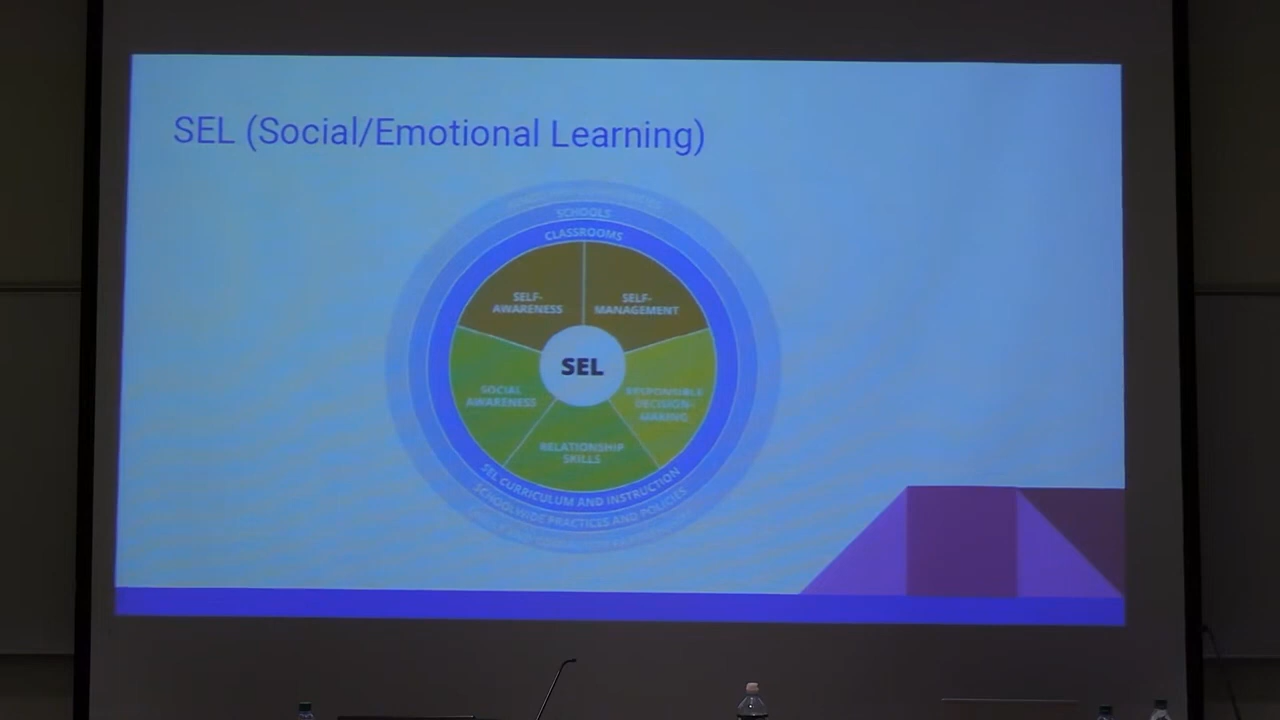 SEL (Social/Emotional Learning)
SCHOOLS
CLASSROOMS
SELF-
AWARENESS
SELF-
MANAGEMENT
SEL
SOCIAL
AWARENESS
RESPONSIBLE
DECISION-
MAKING
RELATIONSHIP
SKILLS
SEL CURRICULUM AND INSTRUCTION
SCHOOLWIDE PRACTICES AND POLICIES